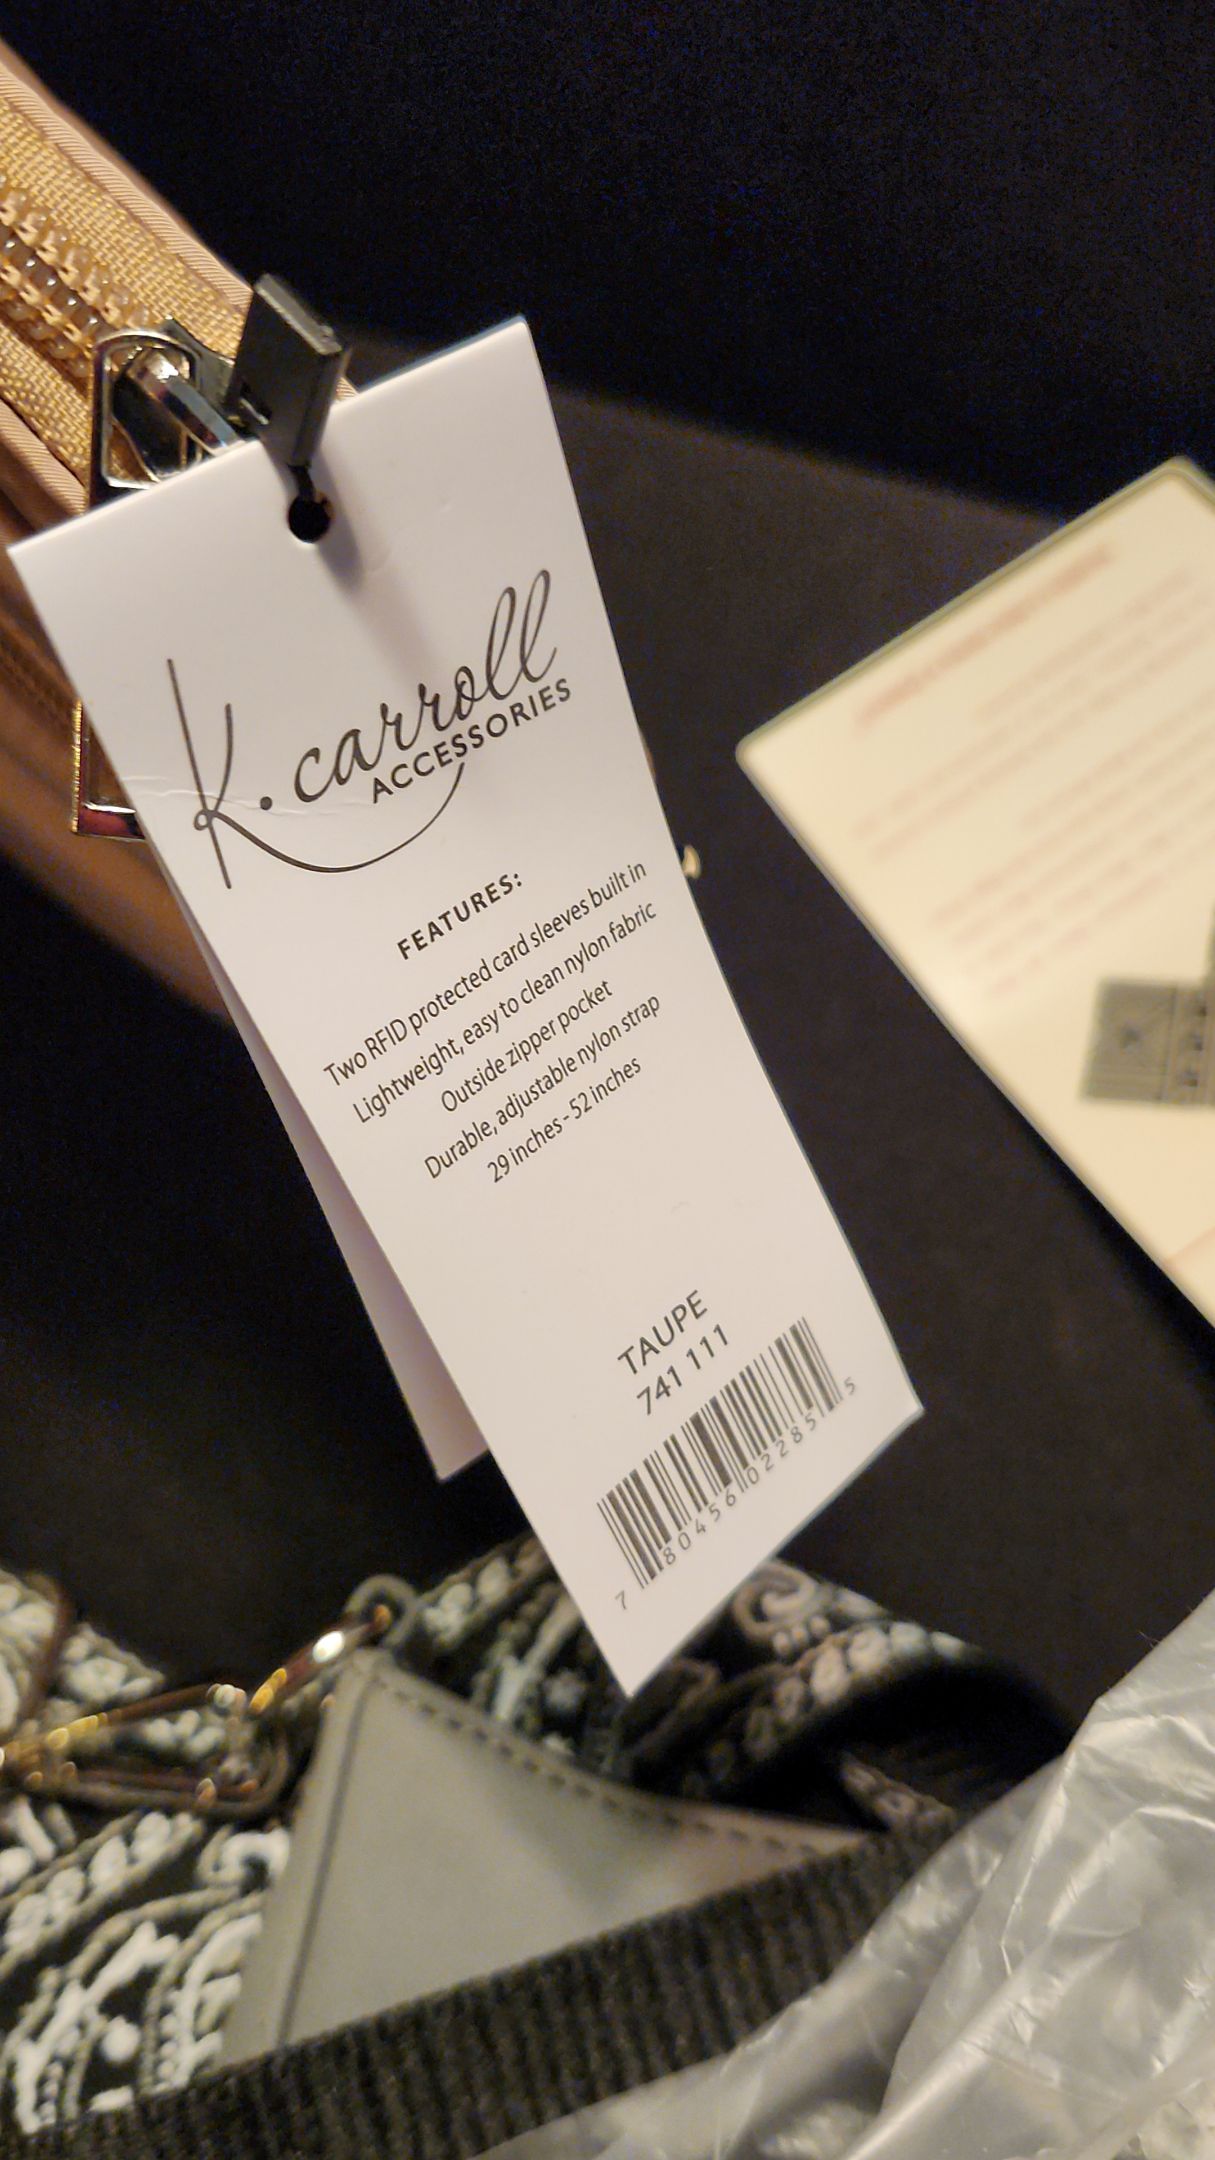 K. carroll
ACCESSORIES
FEATURES:
Two RFID protected card sleeves built in
Lightweight, easy to clean nylon fabric
Outside zipper pocket
Durable, adjustable nylon strap
29 inches - 52 inches
TAUPE
741 111
7 80456 02285 5